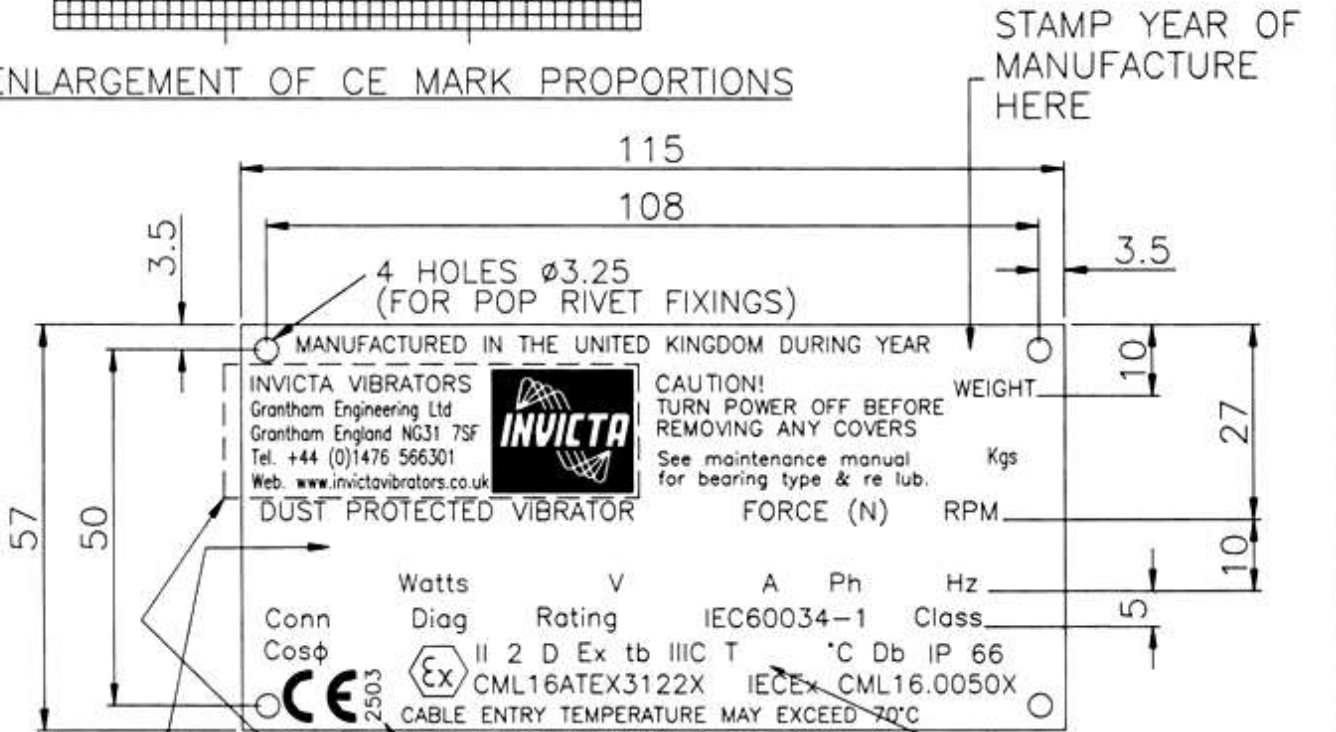 ENLARGEMENT OF CE MARK PROPORTIONS
STAMP YEAR OF
MANUFACTURE
HERE
115
108
3.5
3.5
4 HOLES ø3.25
(FOR POP RIVET FIXINGS)
MANUFACTURED IN THE UNITED KINGDOM DURING YEAR
INVICTA VIBRATORS
Grantham Engineering Ltd
Grantham England NG31 7SF
Tel. +44 (0)1476 566301
Web. www.invictavibrators.co.uk
INVICTA
CAUTION!
TURN POWER OFF BEFORE
REMOVING ANY COVERS
See maintenance manual
for bearing type & re lub.
WEIGHT
Kgs
10
27
57
50
DUST PROTECTED VIBRATOR FORCE (N) RPM
10
Watts V A Ph Hz
5
Conn Diag Rating IEC60034-1 Class
Cosϕ
Ex II 2 D Ex tb IIIC T °C Db IP 66
CML16ATEX3122X IECEx CML16.0050X
CE 2503
CABLE ENTRY TEMPERATURE MAY EXCEED 70°C